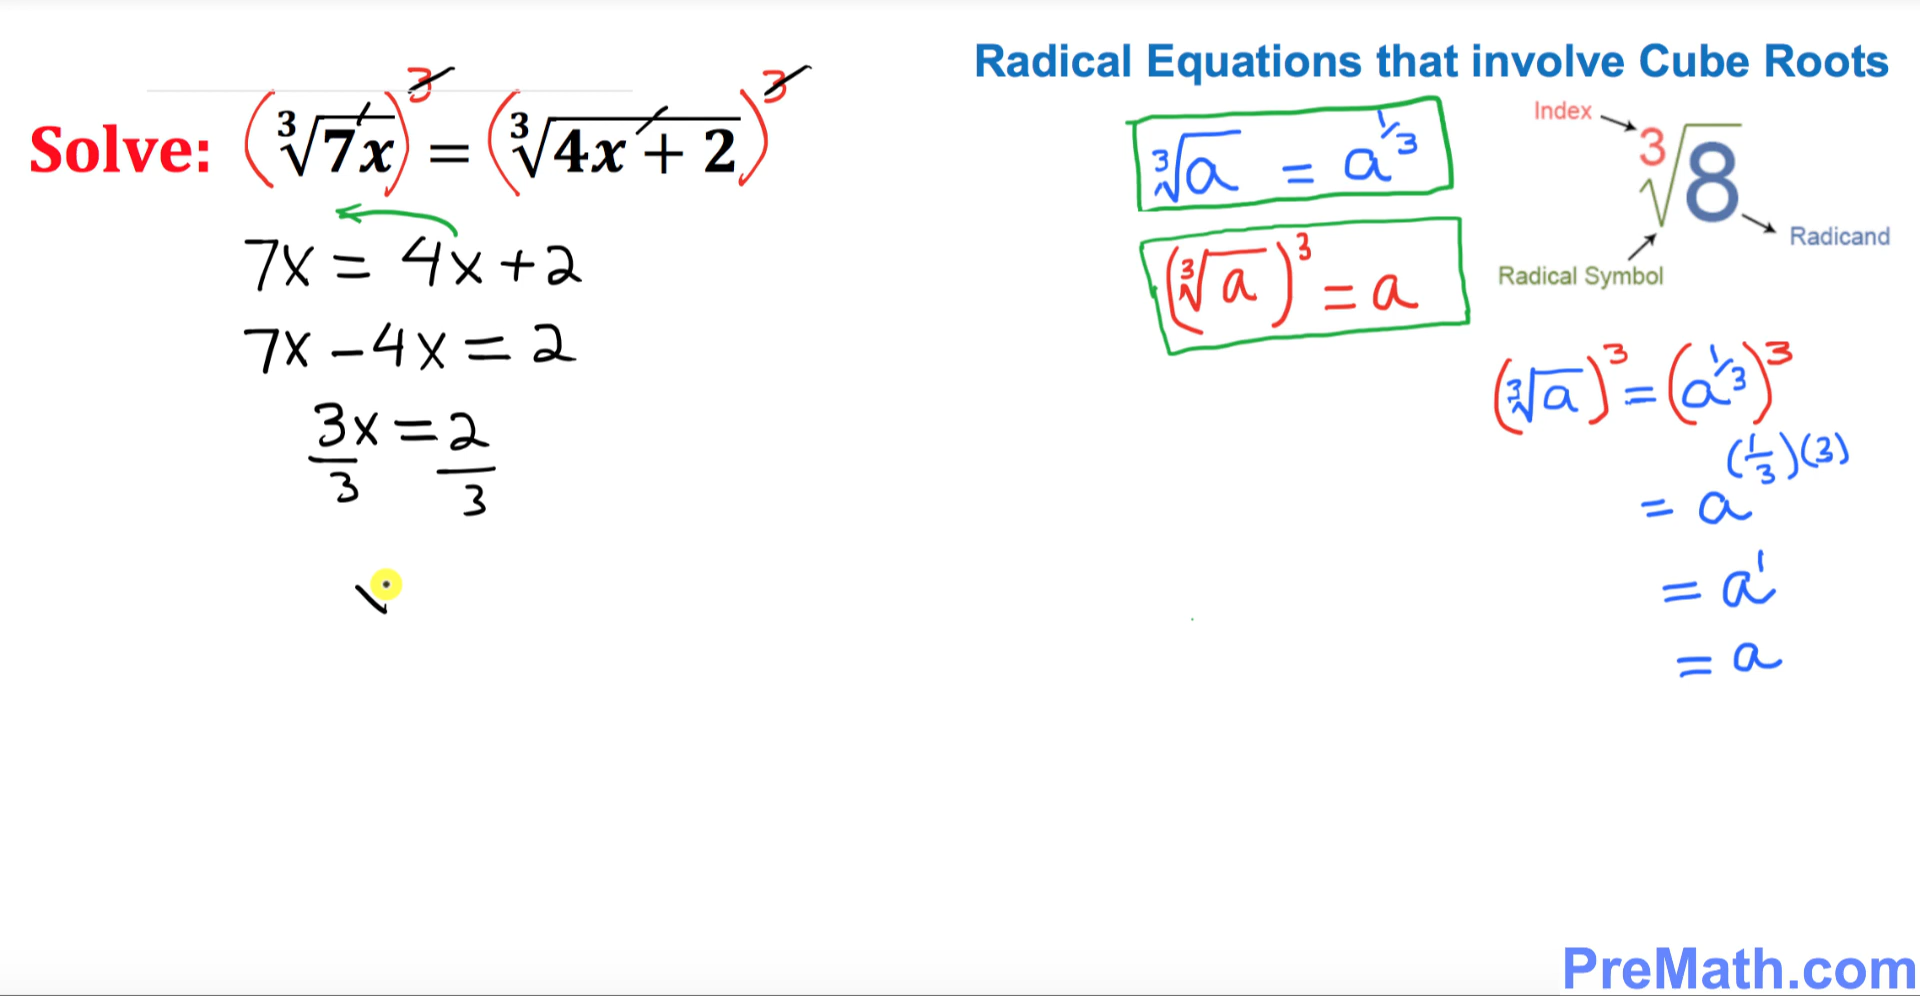 Radical Equations that involve Cube Roots
Solve: (∛7x)³ = (∛4x + 2)³
7x = 4x + 2
7x - 4x = 2
3x/3 = 2/3
∛a = a^1/3
(∛a)³ = a
Index
∛8
Radicand
Radical Symbol
(∛a)³ = (a^1/3)³
= a^(1/3)(3)
= a¹
= a
PreMath.com